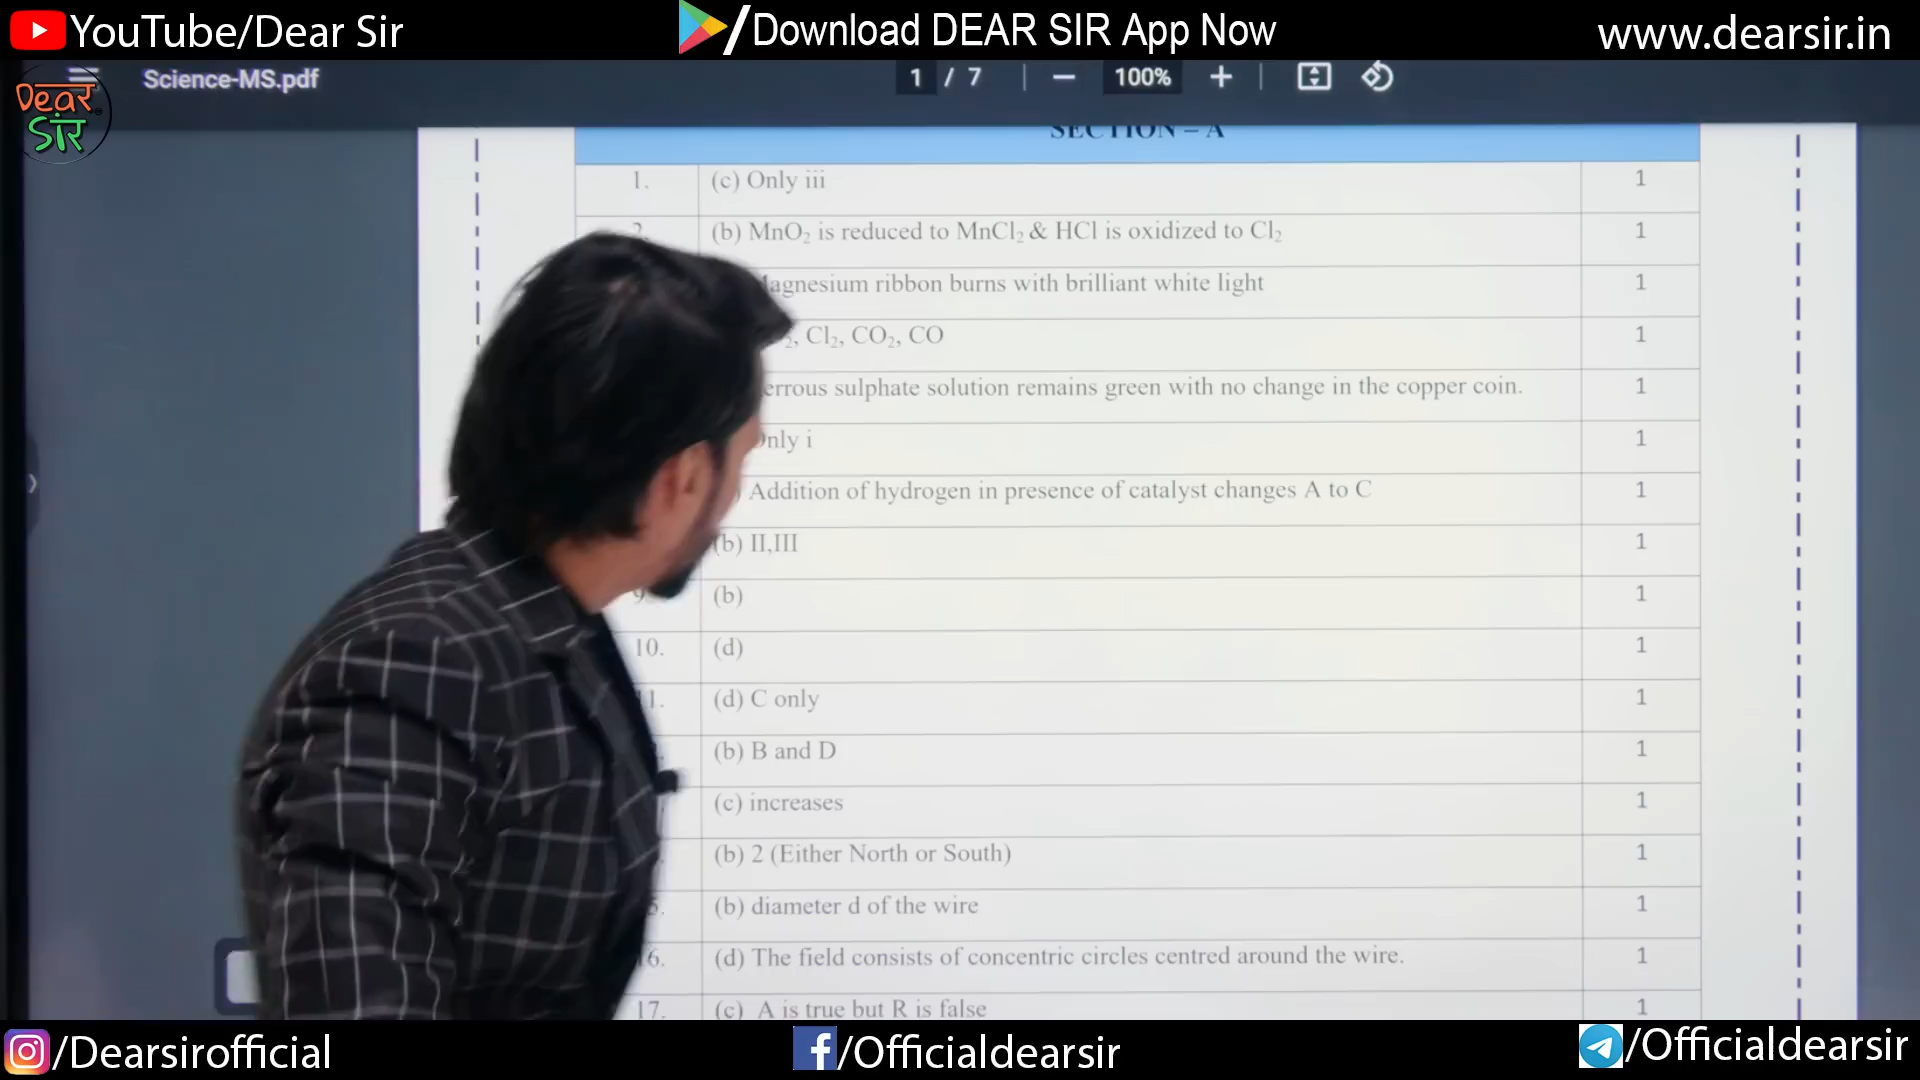 YouTube/Dear Sir
/Download DEAR SIR App Now
www.dearsir.in
Dear
सर
Science-MS.pdf
1 / 7
100%
SECTION – A
1. (c) Only iii 1
(b) MnO₂ is reduced to MnCl₂ & HCl is oxidized to Cl₂ 1
ribbon burns with brilliant white light 1
Cl₂, CO₂, CO 1
sulphate solution remains green with no change in the copper coin. 1
i 1
Addition of hydrogen in presence of catalyst changes A to C 1
(b) II,III 1
(b) 1
10. (d) 1
(d) C only 1
(b) B and D 1
(c) increases 1
(b) 2 (Either North or South) 1
(b) diameter d of the wire 1
(d) The field consists of concentric circles centred around the wire. 1
17. (c) A is true but R is false 1
/Dearsirofficial
/Officialdearsir
/Officialdearsir